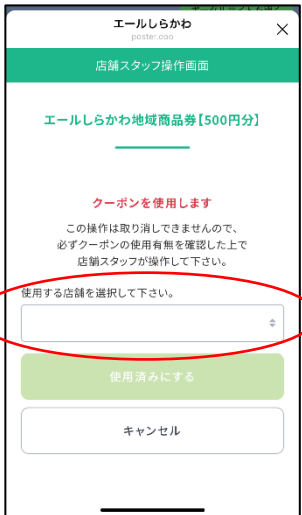 エールしらかわ
poster.coo
店舗スタッフ操作画面
エールしらかわ地域商品券【500円分】
クーポンを使用します
この操作は取り消しできませんので、
必ずクーポンの使用有無を確認した上で
店舗スタッフが操作して下さい。
使用する店舗を選択して下さい。
使用済みにする
キャンセル